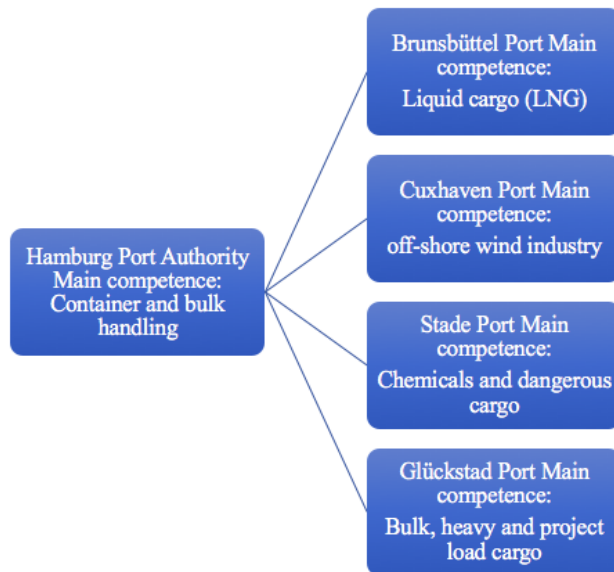 Hamburg Port Authority
Main competence:
Container and bulk
handling
Brunsbüttel Port Main
competence:
Liquid cargo (LNG)
Cuxhaven Port Main
competence:
off-shore wind industry
Stade Port Main
competence:
Chemicals and dangerous
cargo
Glückstad Port Main
competence:
Bulk, heavy and project
load cargo